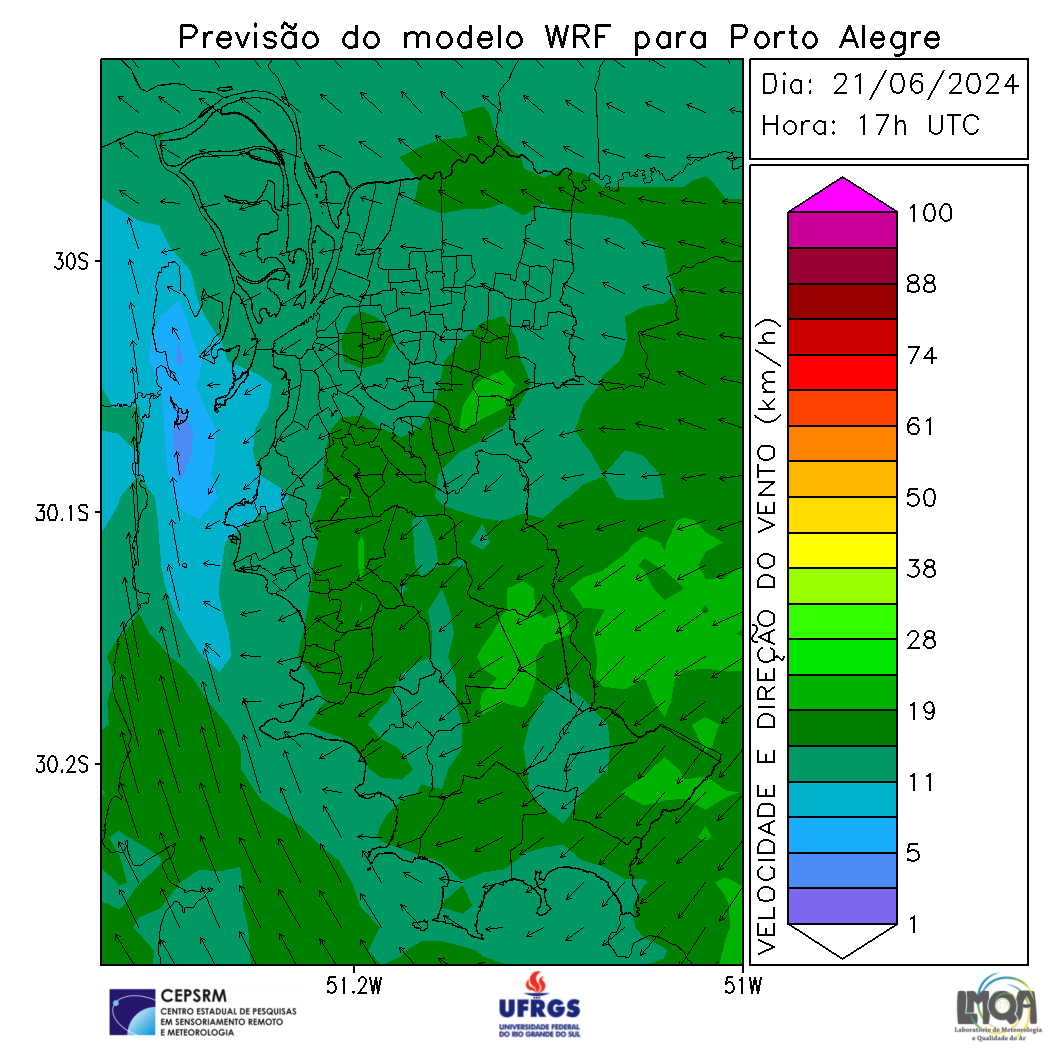 Previsão do modelo WRF para Porto Alegre
Dia: 21/06/2024
Hora: 17h UTC
30S
30.1S
30.2S
51.2W
51W
VELOCIDADE E DIREÇÃO DO VENTO (km/h)
100
88
74
61
50
38
28
19
11
5
1
CEPSRM
CENTRO ESTADUAL DE PESQUISAS
EM SENSORIAMENTO REMOTO
E METEOROLOGIA
UFRGS
UNIVERSIDADE FEDERAL
DO RIO GRANDE DO SUL
LMQA
Laboratório de Meteorologia
e Qualidade do Ar